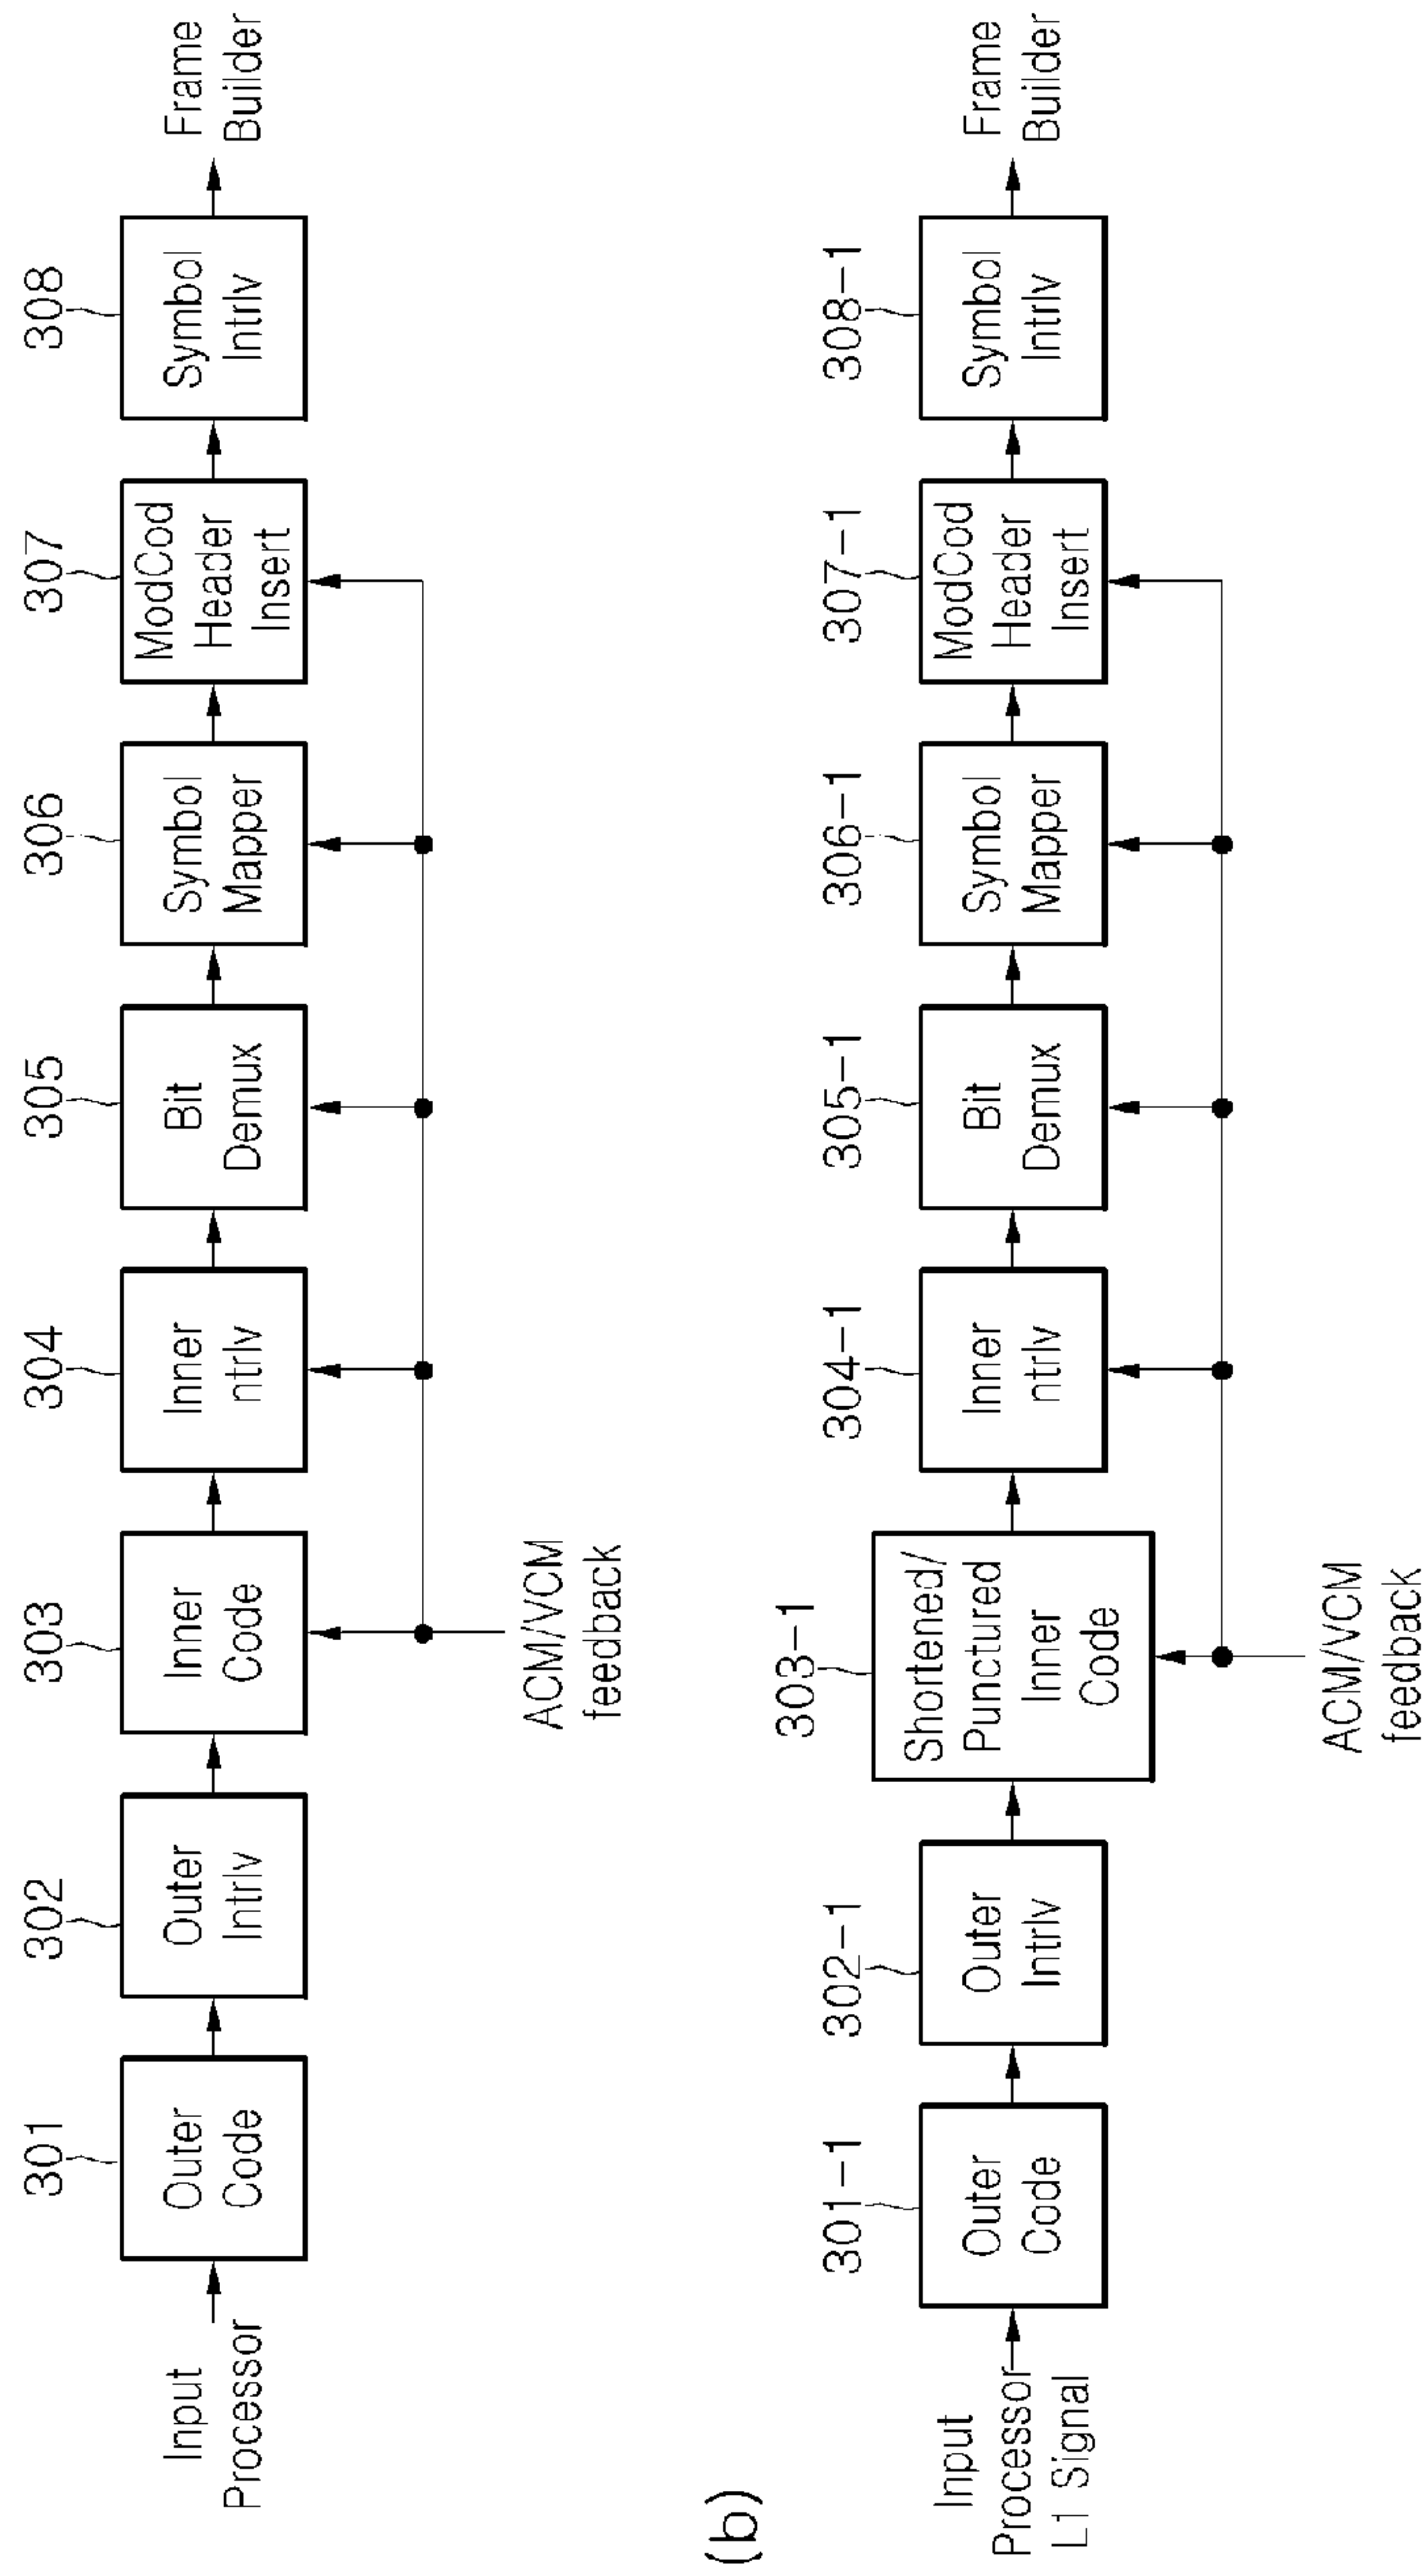 301
302
303
304
305
306
307
308
Input
Processor
Outer
Code
Outer
Intrlv
Inner
Code
Inner
ntrlv
Bit
Demux
Symbol
Mapper
ModCod
Header
Insert
Symbol
Intrlv
Frame
Builder
ACM/VCM
feedback
(b)
301-1
302-1
303-1
304-1
305-1
306-1
307-1
308-1
Input
Processor
L1 Signal
Outer
Code
Outer
Intrlv
Shortened/
Punctured
Inner
Code
Inner
ntrlv
Bit
Demux
Symbol
Mapper
ModCod
Header
Insert
Symbol
Intrlv
Frame
Builder
ACM/VCM
feedback